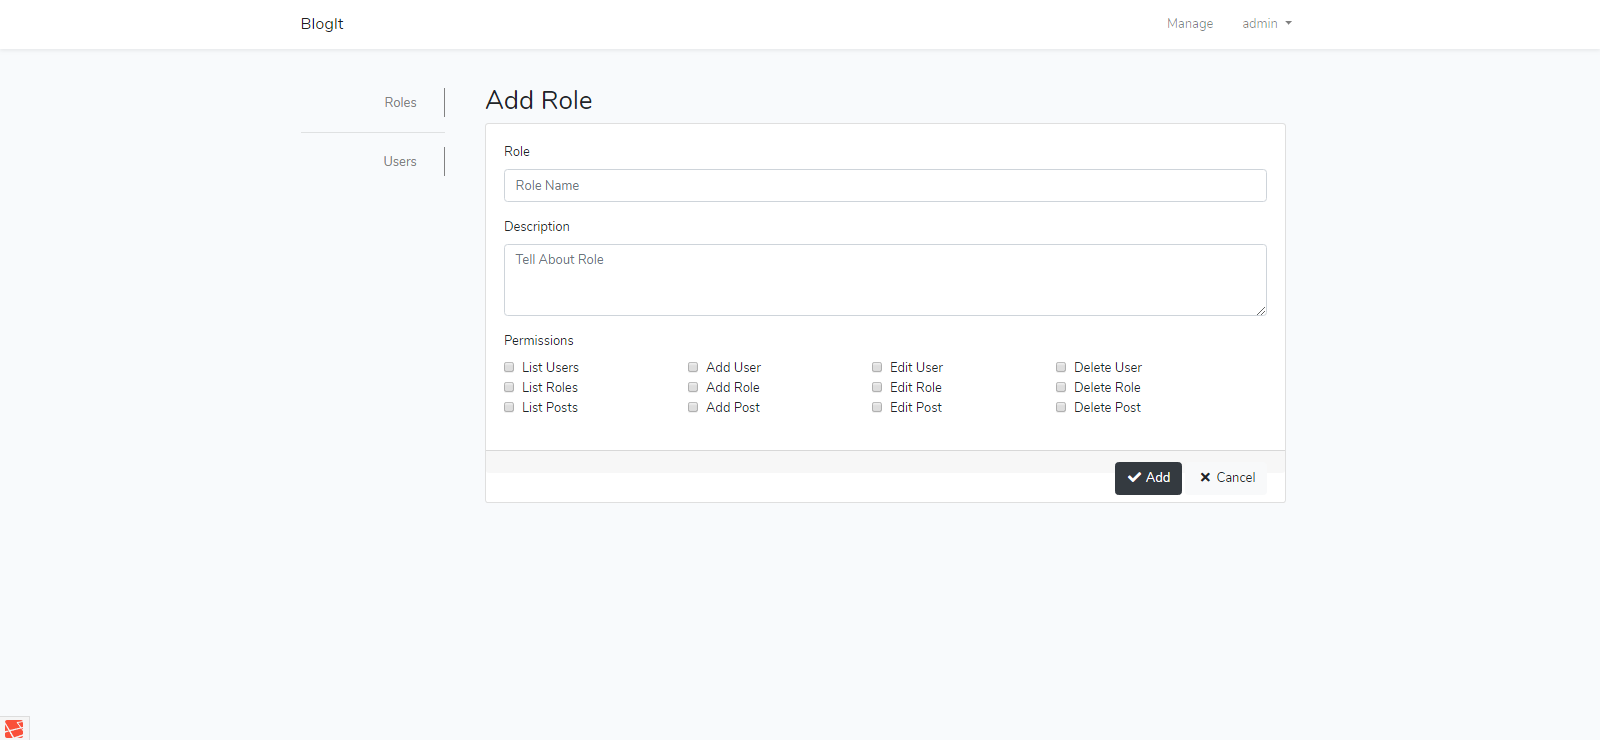 BlogIt Manage admin
Roles
Users
Add Role
Role
Role Name
Description
Tell About Role
Permissions
List Users Add User Edit User Delete User
List Roles Add Role Edit Role Delete Role
List Posts Add Post Edit Post Delete Post
Add Cancel